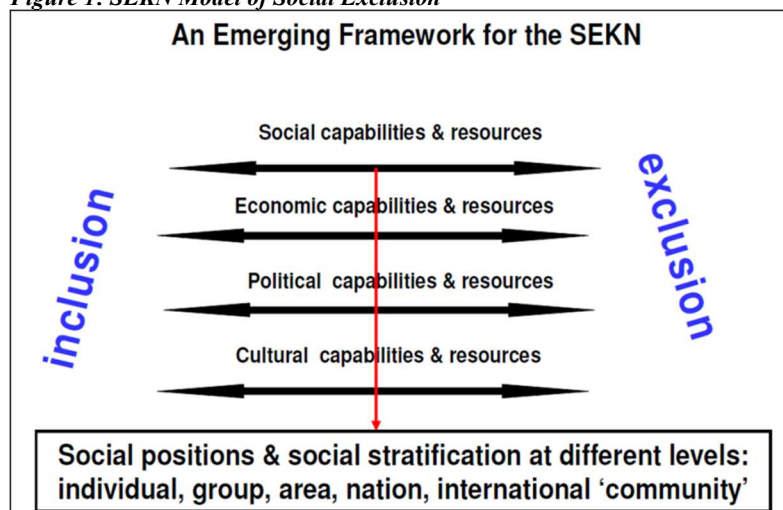 Figure 1: SEKN Model of Social Exclusion
An Emerging Framework for the SEKN
Social capabilities & resources
inclusion
exclusion
Economic capabilities & resources
Political capabilities & resources
Cultural capabilities & resources
Social positions & social stratification at different levels:
individual, group, area, nation, international ‘community’